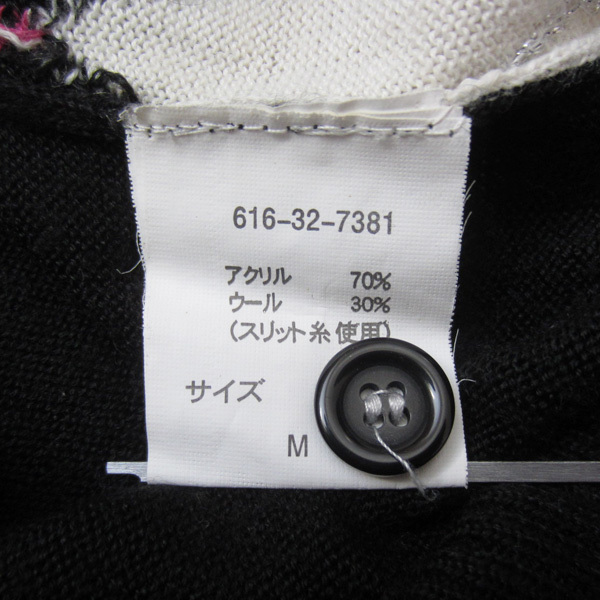 616-32-7381
アクリル 70%
ウール 30%
(スリット糸使用)
サイズ
M